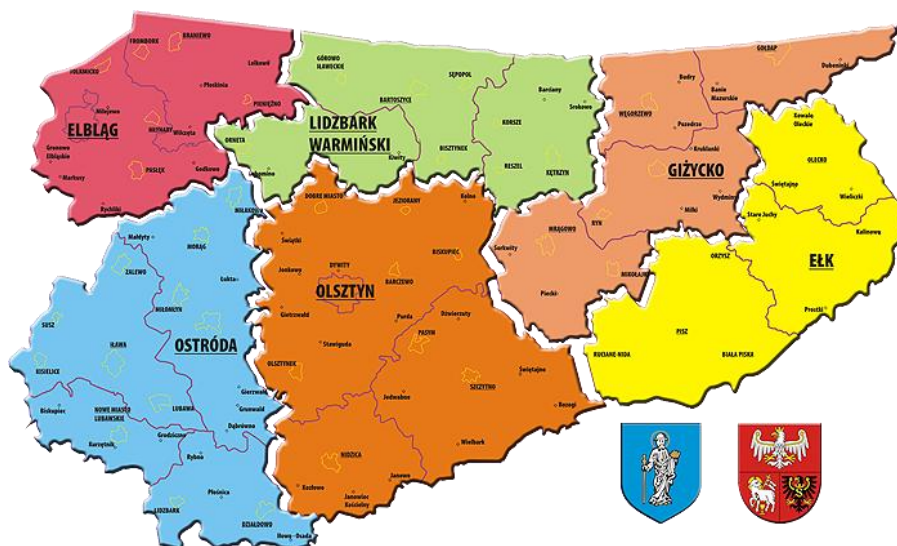 FROMBORK
BRANIEWO
Lelkowo
TOLKMICKO
Płoskinia
Milejewo
PIENIĘŻNO
ELBLĄG
MŁYNARY
Wilczęta
Gronowo
Elbląskie
Markusy
PASŁĘK
Godkowo
Rychliki
GÓROWO
IŁAWECKIE
SĘPOPOL
BARTOSZYCE
Barciany
Srokowo
LIDZBARK
WARMIŃSKI
KORSZE
ORNETA
Kiwity
BISZTYNEK
Lubomino
RESZEL
KĘTRZYN
GOŁDAP
Dubeninki
Budry
Banie
Mazurskie
WĘGORZEWO
Pozedrze
Kruklanki
GIŻYCKO
Wydminy
Miłki
RYN
MRĄGOWO
Sorkwity
MIKOŁAJKI
Piecki
Kowale
Oleckie
OLECKO
Świętajno
Wieliczki
Stare Juchy
Kalinowo
EŁK
ORZYSZ
Prostki
PISZ
RUCIANE-NIDA
BIAŁA PISKA
MIŁAKOWO
Małdyty
MORĄG
ZALEWO
Łukta
MIŁOMŁYN
SUSZ
OSTRÓDA
IŁAWA
KISIELICE
Biskupiec
NOWE MIASTO
LUBAWSKIE
LUBAWA
Gierzwałd
Grunwald
Dąbrówno
Kurzętnik
Grodziczno
Rybno
Płośnica
LIDZBARK
DZIAŁDOWO
Iłowo-Osada
DOBRE MIASTO
JEZIORANY
Kolno
Świątki
BISKUPIEC
Jonkowo
DYWITY
BARCZEWO
OLSZTYN
Gietrzwałd
Purda
Dźwierzuty
Stawiguda
PASYM
OLSZTYNEK
Świętajno
SZCZYTNO
Jedwabno
Rozogi
Wielbark
NIDZICA
Janowo
Kozłowo
Janowiec
Kościelny